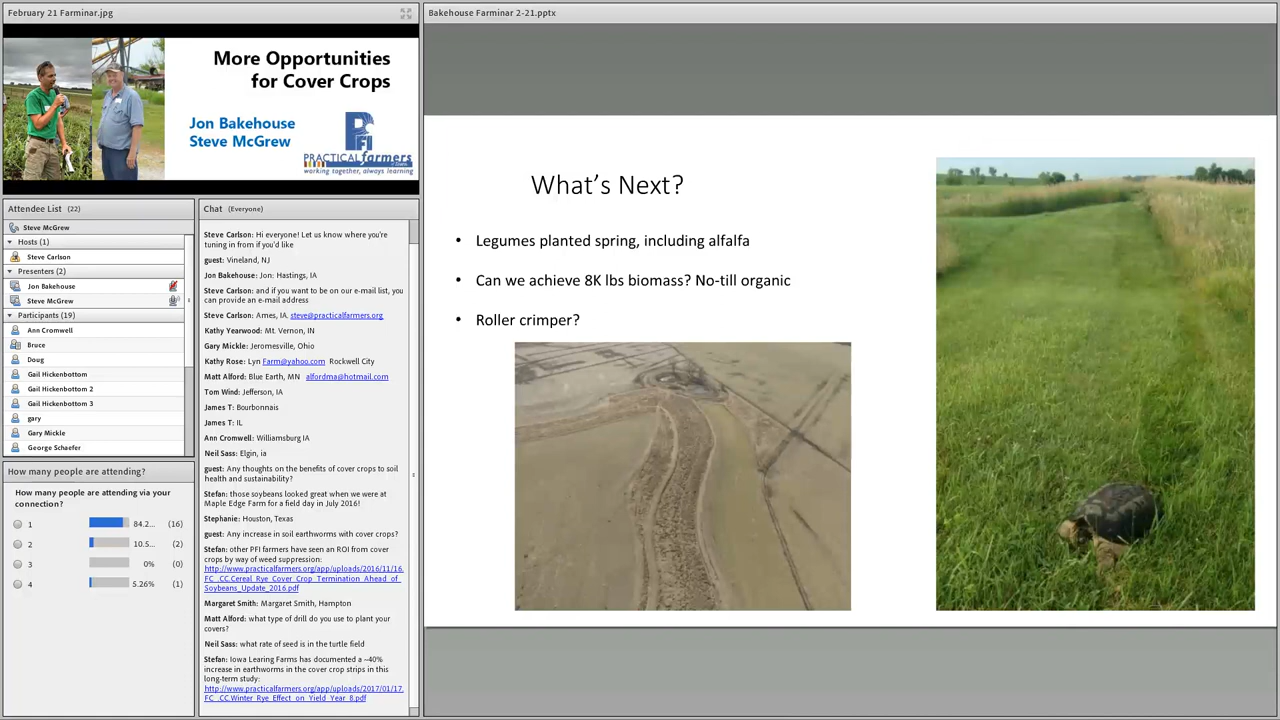 February 21 Farminar.jpg
More Opportunities
for Cover Crops
Jon Bakehouse
Steve McGrew
PFI
PRACTICAL farmers
working together, always learning
Attendee List (22)
Steve McGrew
Hosts (1)
Steve Carlson
Presenters (2)
Jon Bakehouse
Steve McGrew
Participants (19)
Ann Cromwell
Bruce
Doug
Gail Hickenbottom
Gail Hickenbottom 2
Gail Hickenbottom 3
gary
Gary Mickle
George Schaefer
How many people are attending?
How many people are attending via your
connection?
1 84.2... (16)
2 10.5... (2)
3 0% (0)
4 5.26% (1)
Chat (Everyone)
Steve Carlson: Hi everyone! Let us know where you're
tuning in from if you'd like
guest: Vineland, NJ
Jon Bakehouse: Jon: Hastings, IA
Steve Carlson: and if you want to be on our e-mail list, you
can provide an e-mail address
Steve Carlson: Ames, IA. steve@practicalfarmers.org
Kathy Yearwood: Mt. Vernon, IN
Gary Mickle: Jeromesville, Ohio
Kathy Rose: Lyn Farm@yahoo.com Rockwell City
Matt Alford: Blue Earth, MN alfordma@hotmail.com
Tom Wind: Jefferson, IA
James T: Bourbonnais
James T: IL
Ann Cromwell: Williamsburg IA
Neil Sass: Elgin, ia
guest: Any thoughts on the benefits of cover crops to soil
health and sustainability?
Stefan: those soybeans looked great when we were at
Maple Edge Farm for a field day in July 2016!
Stephanie: Houston, Texas
guest: Any increase in soil earthworms with cover crops?
Stefan: other PFI farmers have seen an ROI from cover
crops by way of weed suppression:
http://www.practicalfarmers.org/app/uploads/2016/11/16.
FC_.CC.Cereal_Rye_Cover_Crop_Termination_Ahead_of_
Soybeans_Update_2016.pdf
Margaret Smith: Margaret Smith, Hampton
Matt Alford: what type of drill do you use to plant your
covers?
Neil Sass: what rate of seed is in the turtle field
Stefan: Iowa Learing Farms has documented a ~40%
increase in earthworms in the cover crop strips in this
long-term study:
http://www.practicalfarmers.org/app/uploads/2017/01/17.
FC_.CC.Winter_Rye_Effect_on_Yield_Year_8.pdf
Bakehouse Farminar 2-21.pptx
What's Next?
• Legumes planted spring, including alfalfa
• Can we achieve 8K lbs biomass? No-till organic
• Roller crimper?